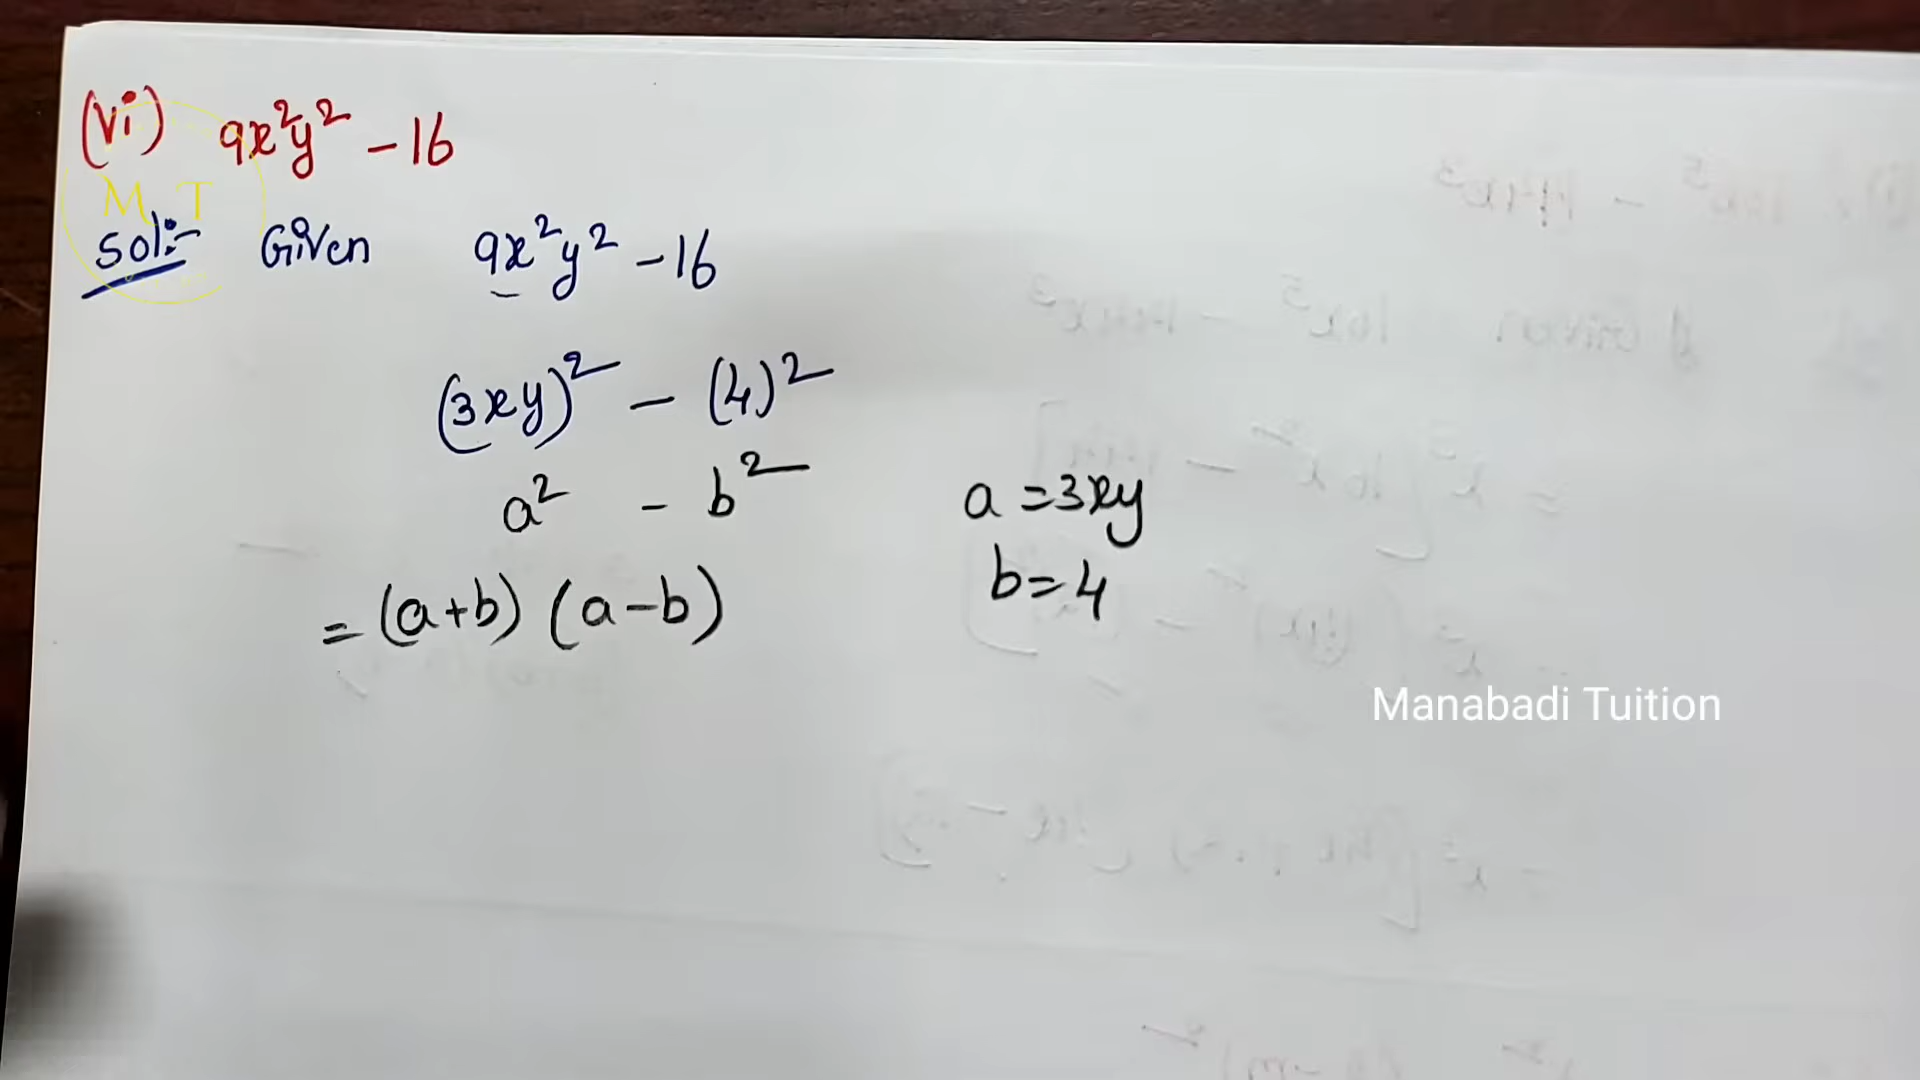 (vi) 9x²y² - 16
M T
Sol:- Given 9x²y² - 16
(3xy)² - (4)²
a² - b²
a = 3xy
b = 4
= (a+b) (a-b)
Manabadi Tuition